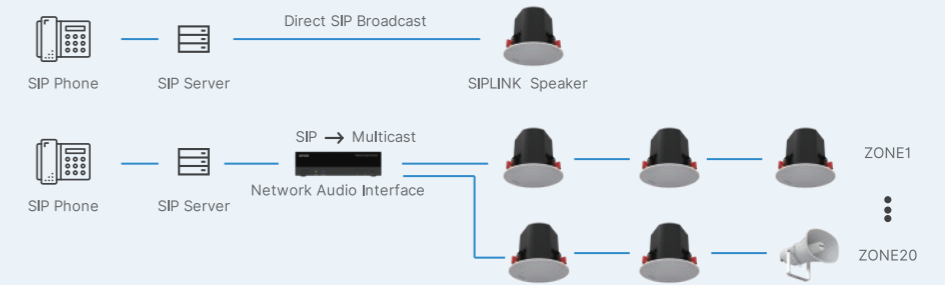 Direct SIP Broadcast
SIP Phone
SIP Server
SIPLINK Speaker
SIP → Multicast
ZONE1
Network Audio Interface
SIP Phone
SIP Server
ZONE20